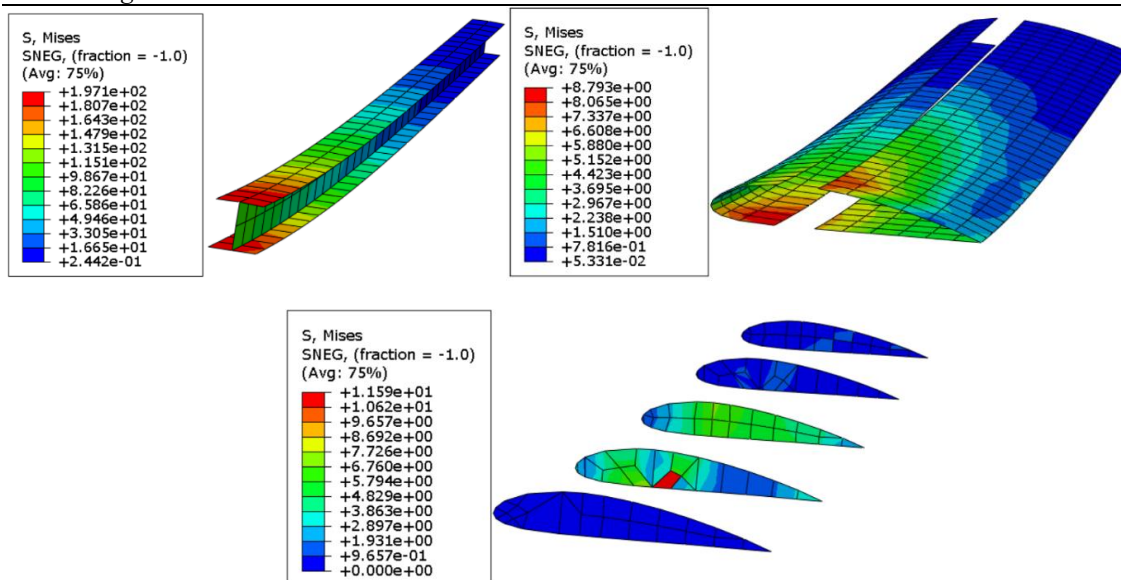 S, Mises
SNEG, (fraction = -1.0)
(Avg: 75%)
+1.971e+02
+1.807e+02
+1.643e+02
+1.479e+02
+1.315e+02
+1.151e+02
+9.867e+01
+8.226e+01
+6.586e+01
+4.946e+01
+3.305e+01
+1.665e+01
+2.442e-01
S, Mises
SNEG, (fraction = -1.0)
(Avg: 75%)
+8.793e+00
+8.065e+00
+7.337e+00
+6.608e+00
+5.880e+00
+5.152e+00
+4.423e+00
+3.695e+00
+2.967e+00
+2.238e+00
+1.510e+00
+7.816e-01
+5.331e-02
S, Mises
SNEG, (fraction = -1.0)
(Avg: 75%)
+1.159e+01
+1.062e+01
+9.657e+00
+8.692e+00
+7.726e+00
+6.760e+00
+5.794e+00
+4.829e+00
+3.863e+00
+2.897e+00
+1.931e+00
+9.657e-01
+0.000e+00